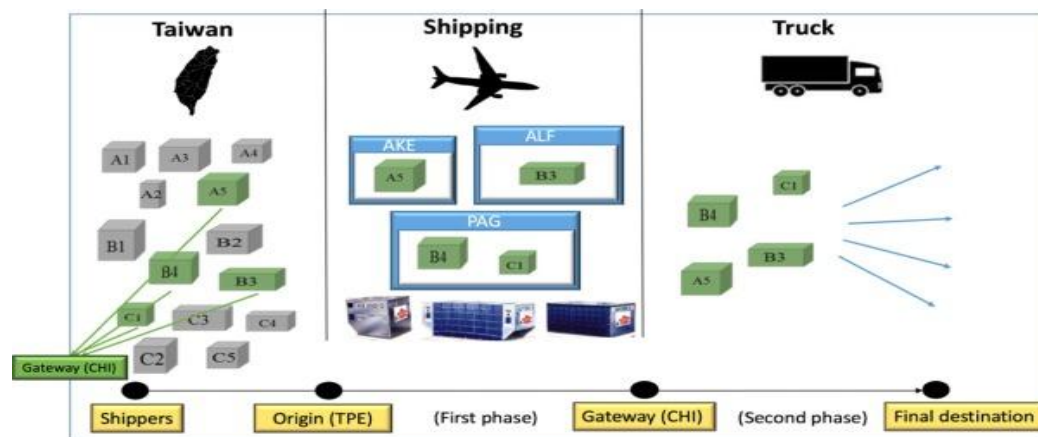 Taiwan
Shipping
Truck
A1
A3
A4
A2
A5
B1
B2
B4
B3
C1
C3
C4
C2
C5
Gateway (CHI)
AKE
A5
ALF
B3
PAG
B4
C1
C1
B4
B3
A5
Shippers
Origin (TPE)
(First phase)
Gateway (CHI)
(Second phase)
Final destination